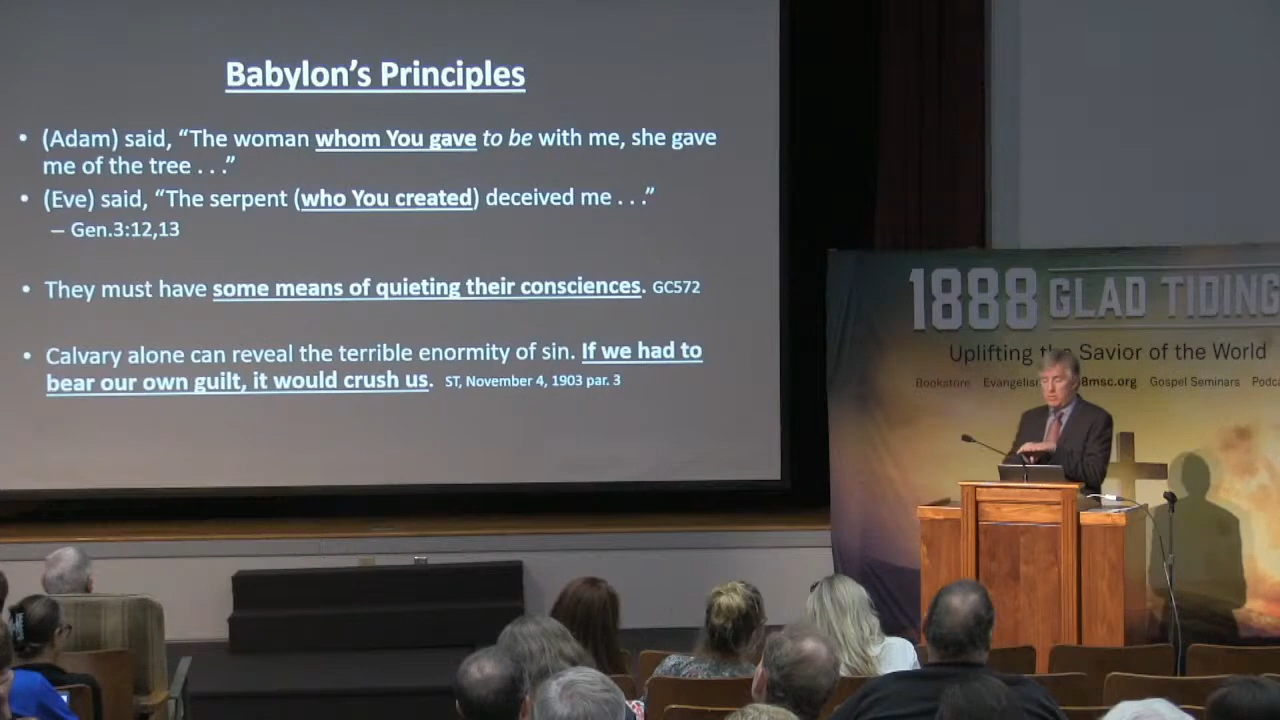 Babylon's Principles
• (Adam) said, "The woman whom You gave to be with me, she gave
me of the tree . . ."
• (Eve) said, "The serpent (who You created) deceived me . . ."
– Gen.3:12,13
• They must have some means of quieting their consciences. GC572
• Calvary alone can reveal the terrible enormity of sin. If we had to
bear our own guilt, it would crush us. ST, November 4, 1903 par. 3
1888 GLAD TIDING
Uplifting the Savior of the World
Bookstore 8msc.org Gospel Seminars